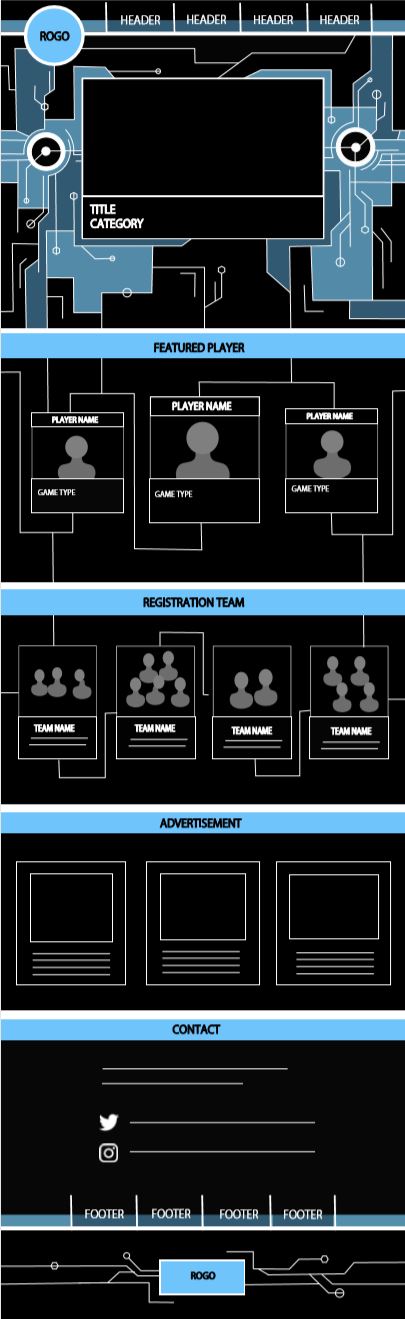 ROGO
HEADER HEADER HEADER HEADER
TITLE
CATEGORY
FEATURED PLAYER
PLAYER NAME PLAYER NAME PLAYER NAME
GAME TYPE GAME TYPE GAME TYPE
REGISTRATION TEAM
TEAM NAME TEAM NAME TEAM NAME TEAM NAME
ADVERTISEMENT
CONTACT
FOOTER FOOTER FOOTER FOOTER
ROGO